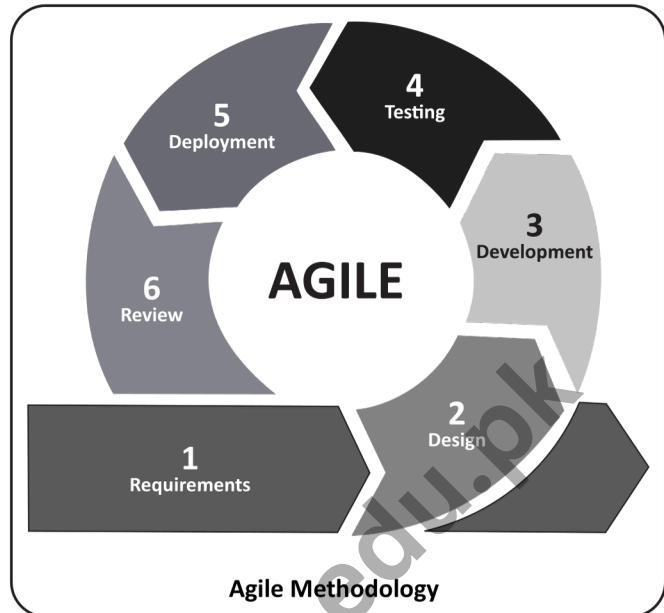 4
Testing
5
Deployment
3
Development
AGILE
6
Review
2
Design
1
Requirements
edu.pk
Agile Methodology